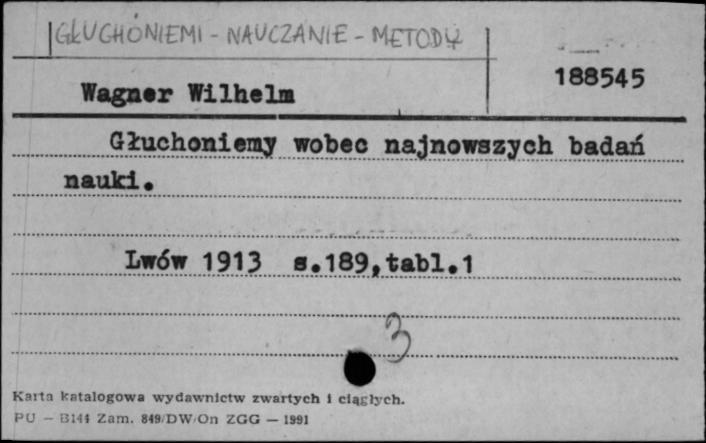 GŁUCHONIEMI - NAUCZANIE - METODY
188545
Wagner Wilhelm
Głuchoniemy wobec najnowszych badań
nauki.
Lwów 1913 s.189,tabl.1
3
Karta katalogowa wydawnictw zwartych i ciągłych.
PU — B144 Zam. 849/DW/On ZGG — 1991